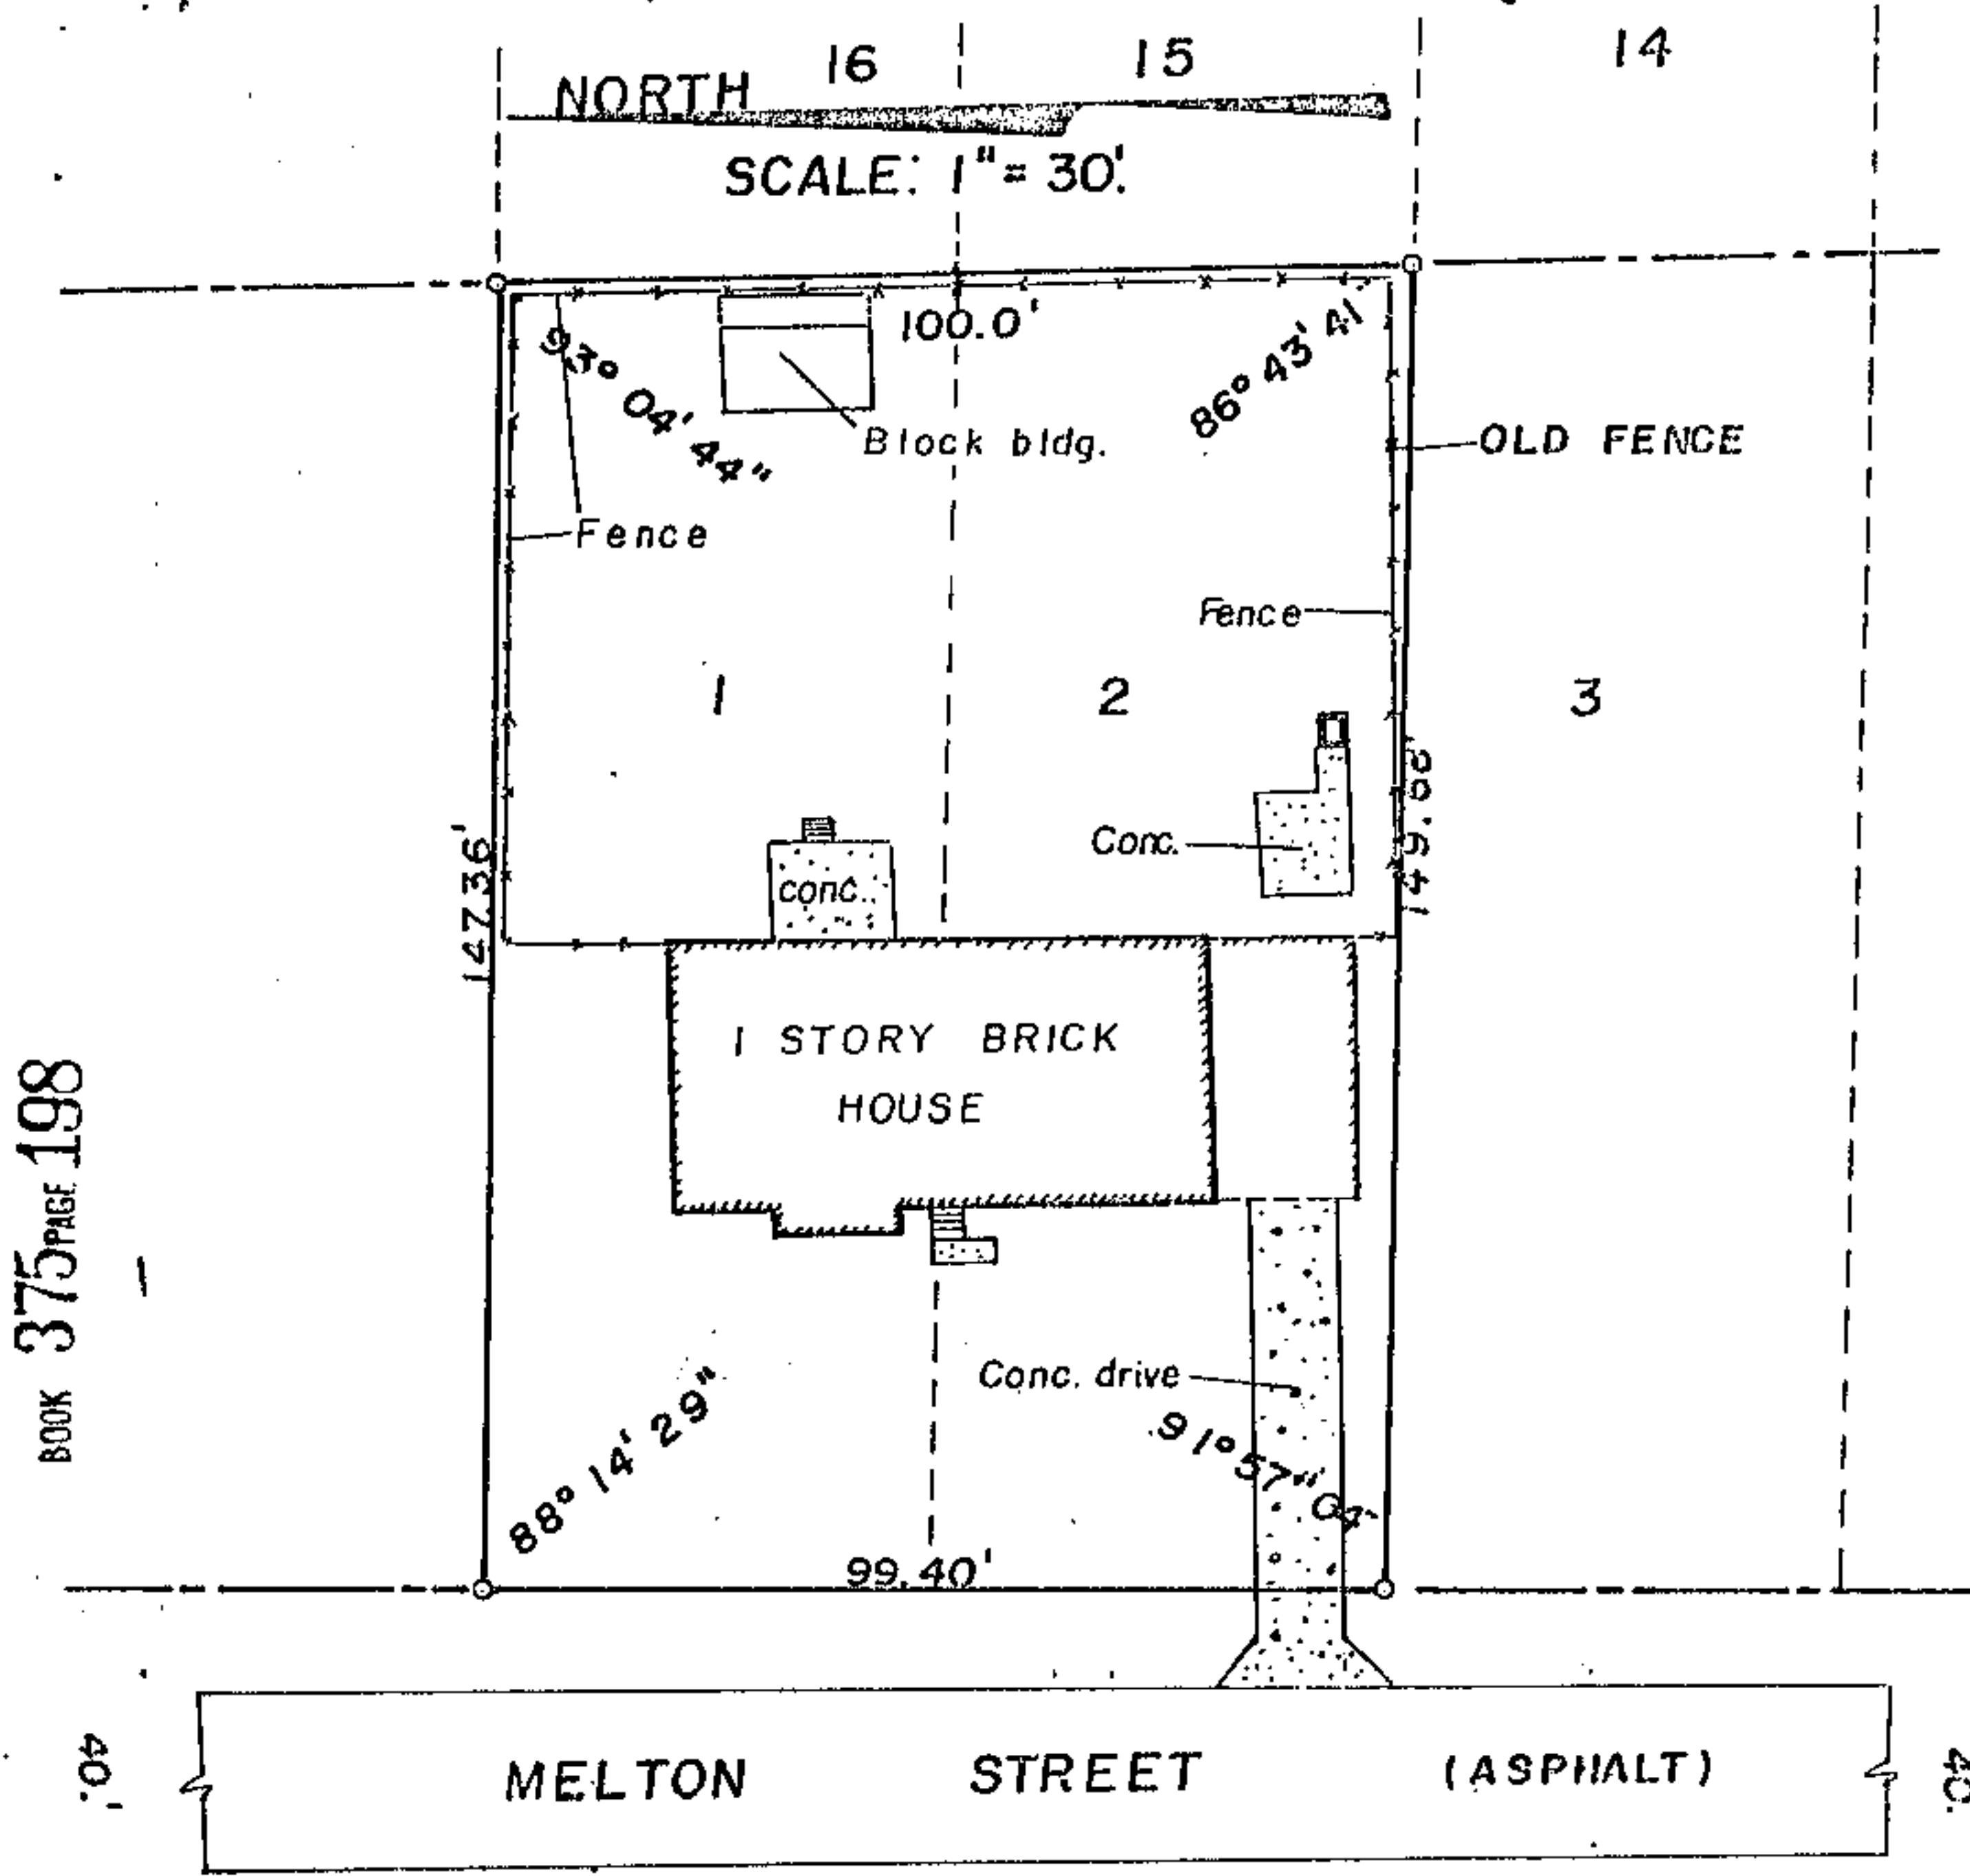 16 15 14
NORTH
SCALE: 1" = 30'.
100.0'
93° 04' 44"
86° 43' 41"
Block bldg.
OLD FENCE
Fence
Fence
1 2 3
149.82'
147.36'
Conc.
conc.
1 STORY BRICK
HOUSE
BOOK 375 PAGE 198
Conc. drive
88° 14' 29"
91° 57"
99.40'
40.'
MELTON STREET (ASPHALT)